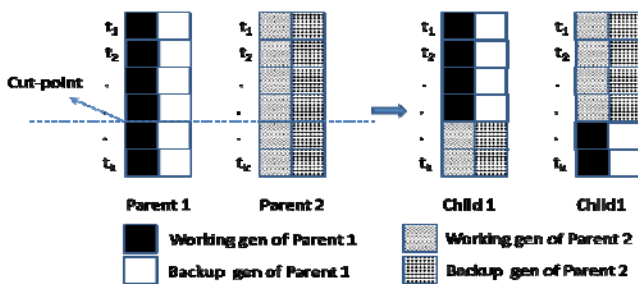 t₁ t₁ t₁ t₁
t₂ t₂ t₂ t₂
. . . .
Cut-point
. . . .
. . . .
tₖ tₖ tₖ tₖ
Parent 1 Parent 2 Child 1 Child1
Working gen of Parent 1 Working gen of Parent 2
Backup gen of Parent 1 Backup gen of Parent 2